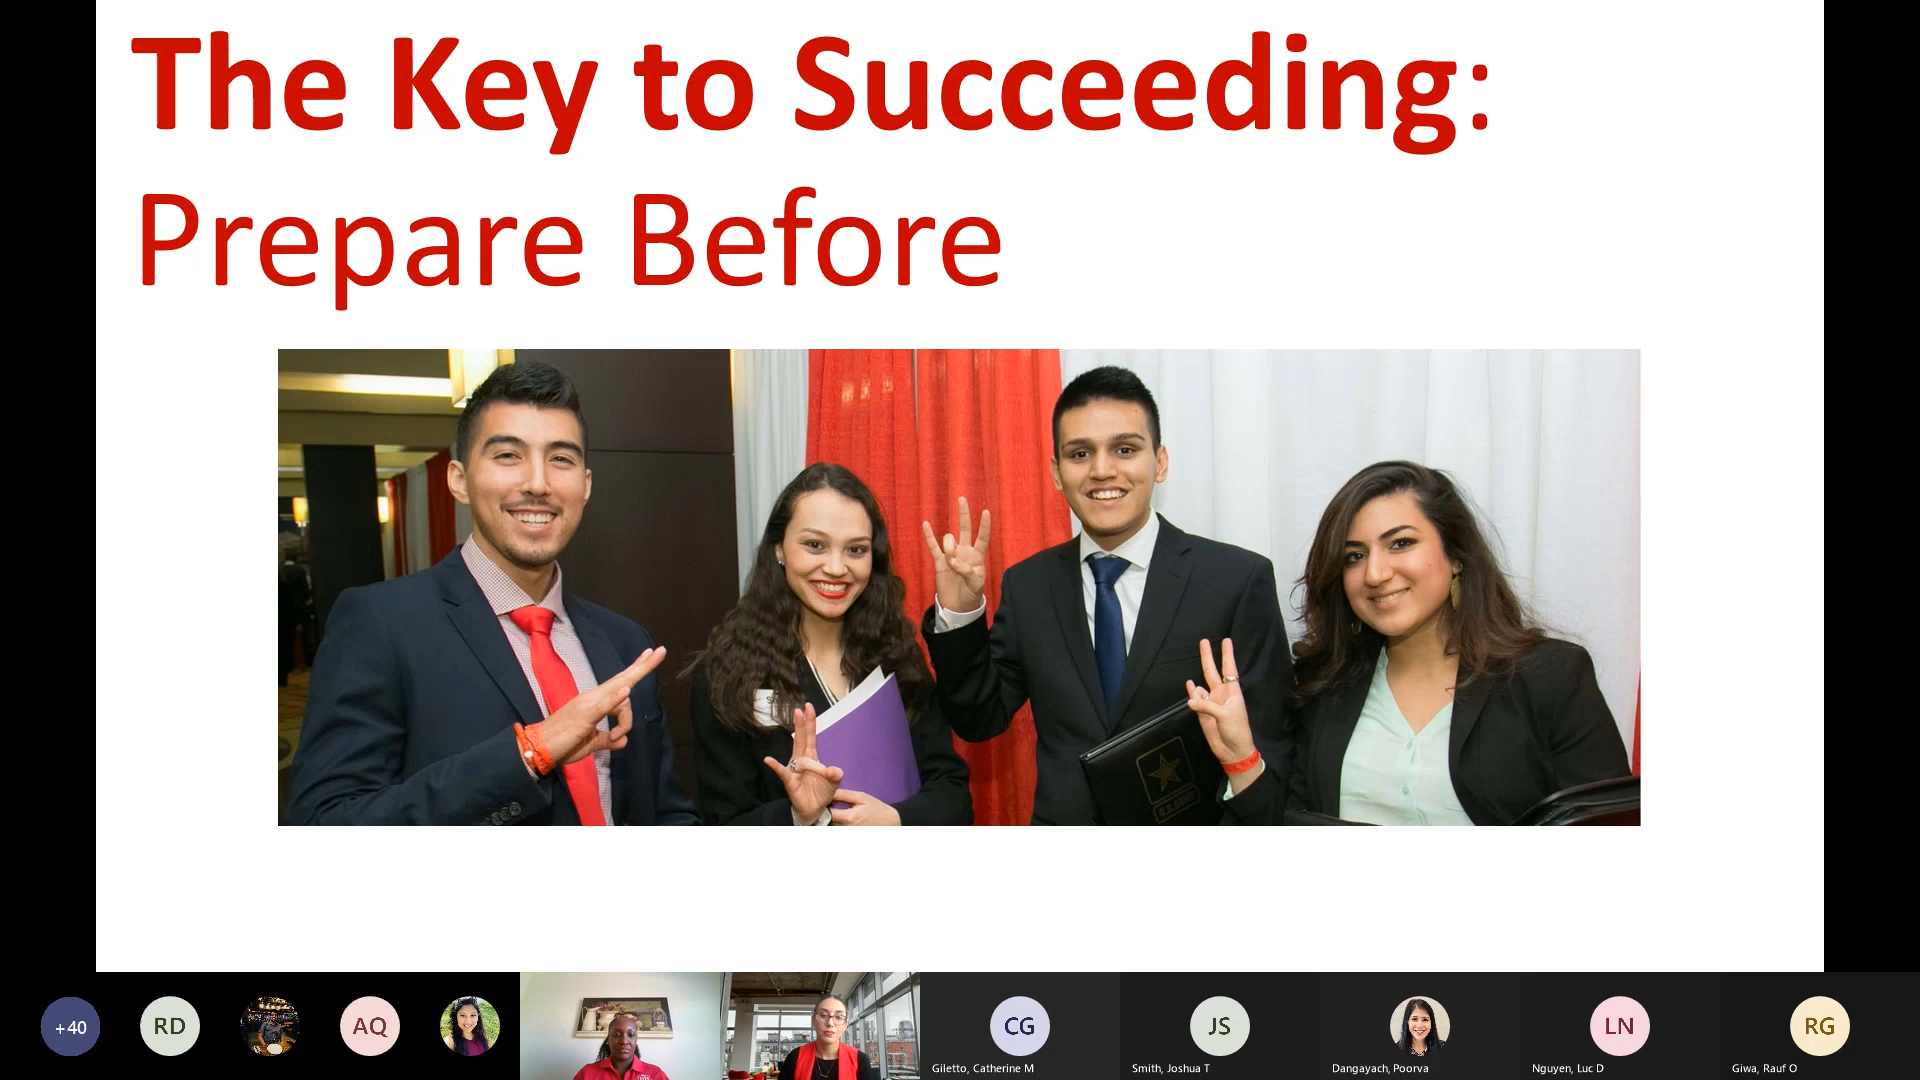 The Key to Succeeding:
Prepare Before
+40
RD
AQ
CG
JS
LN
RG
Giletto, Catherine M
Smith, Joshua T
Dangayach, Poorva
Nguyen, Luc D
Giwa, Rauf O